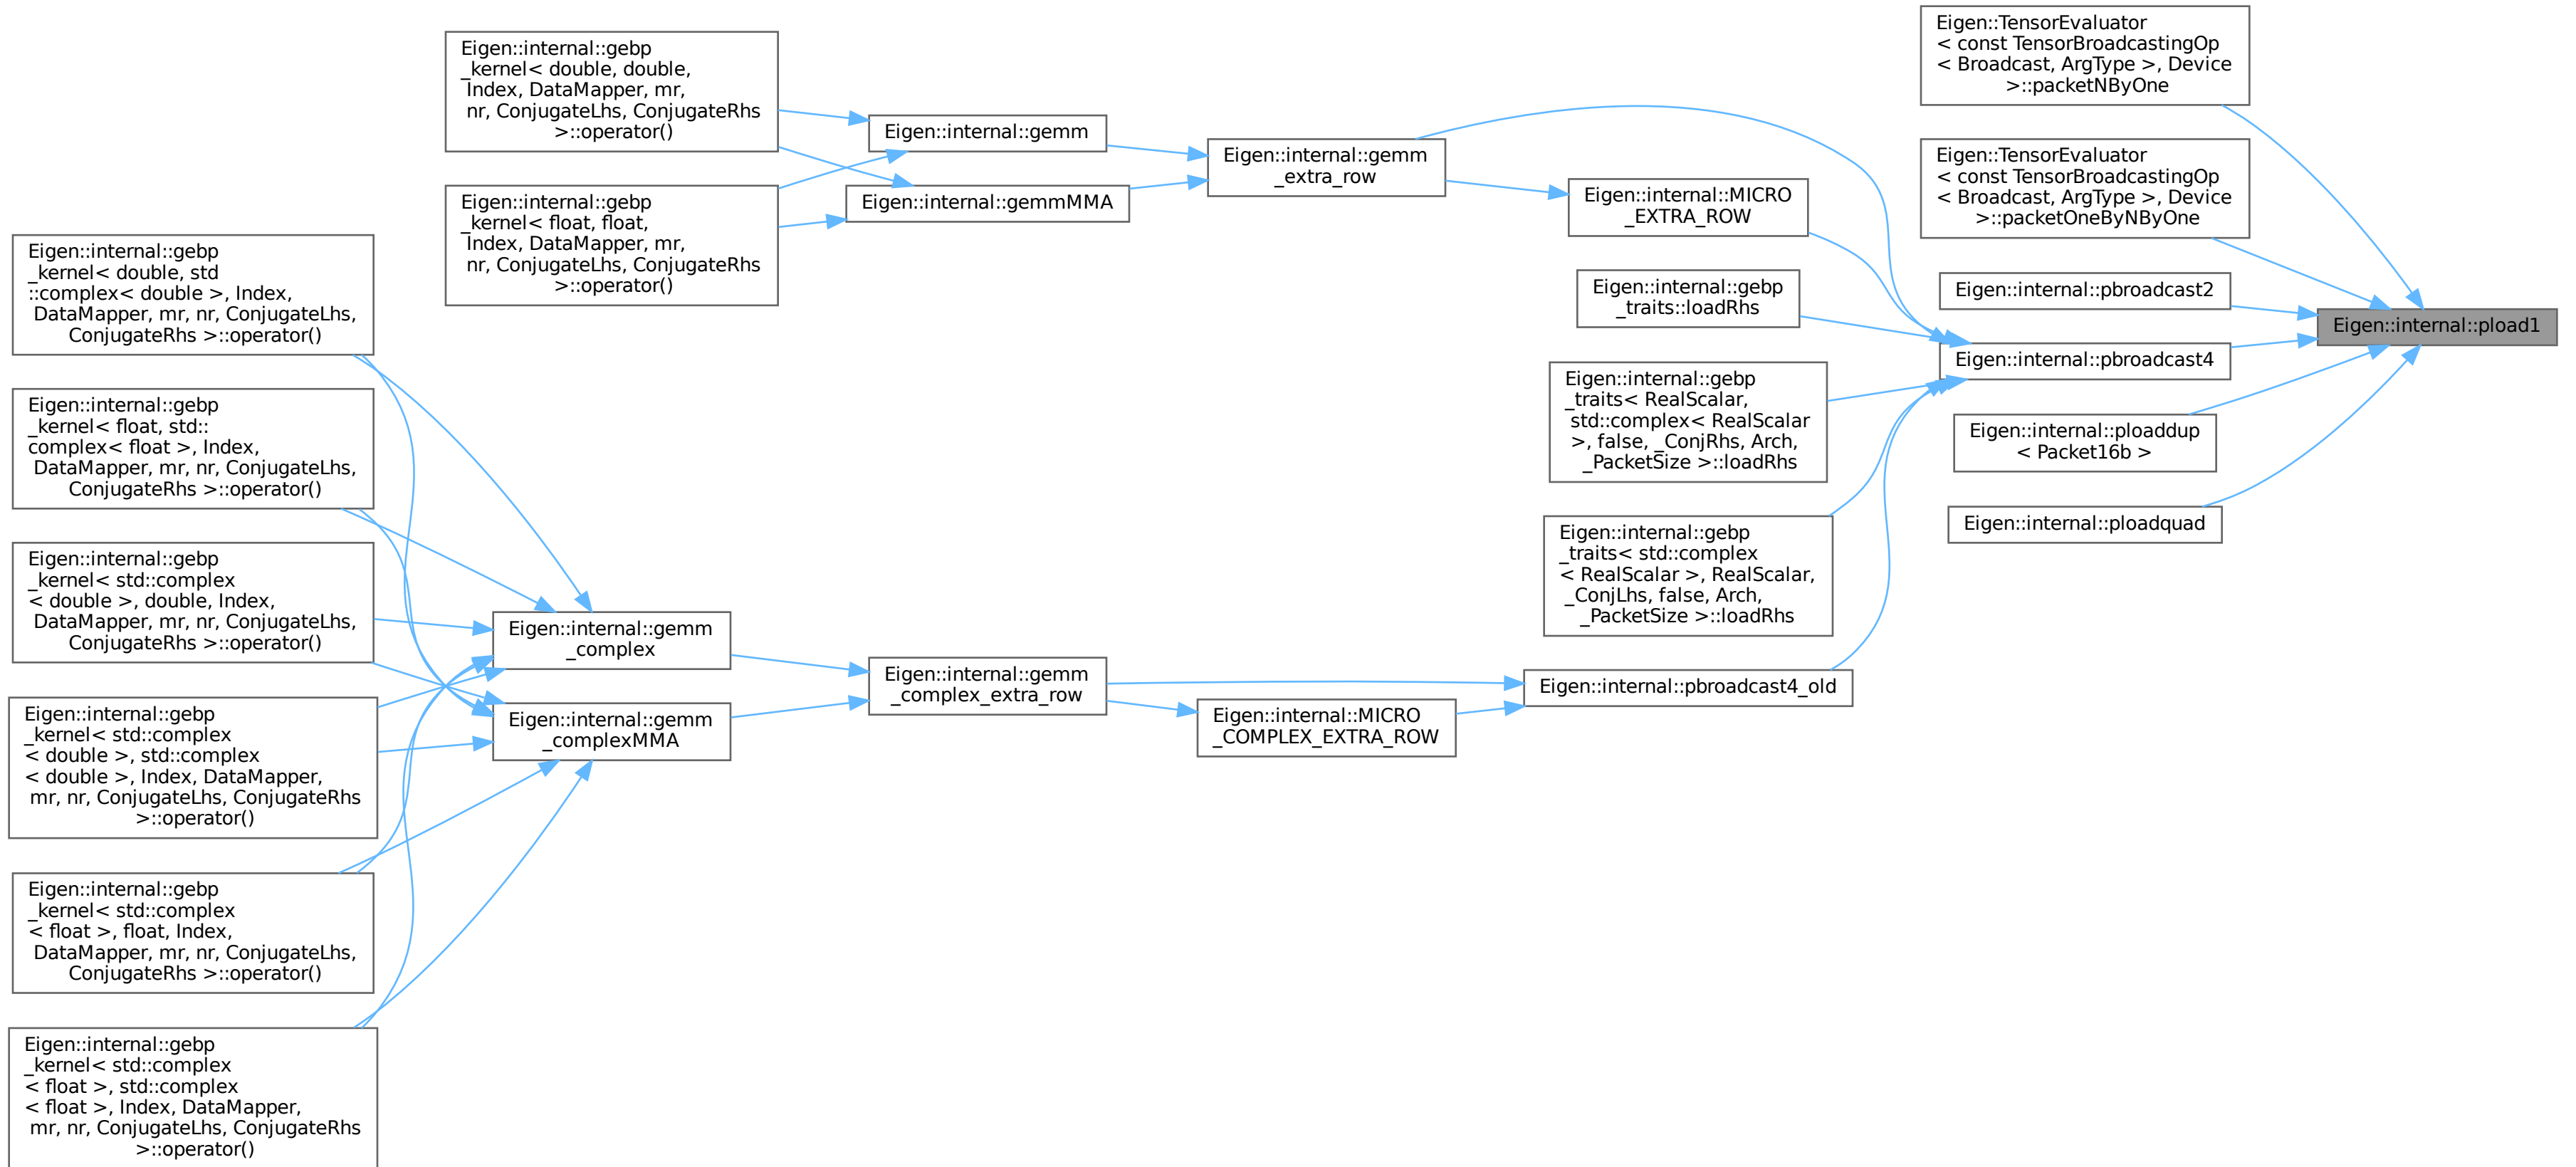 Eigen::TensorEvaluator
< const TensorBroadcastingOp
< Broadcast, ArgType >, Device
>::packetNByOne
Eigen::TensorEvaluator
< const TensorBroadcastingOp
< Broadcast, ArgType >, Device
>::packetOneByNByOne
Eigen::internal::pbroadcast2
Eigen::internal::pload1
Eigen::internal::pbroadcast4
Eigen::internal::ploaddup
< Packet16b >
Eigen::internal::ploadquad
Eigen::internal::gebp
_kernel< double, double,
Index, DataMapper, mr,
nr, ConjugateLhs, ConjugateRhs
>::operator()
Eigen::internal::gemm
Eigen::internal::gemm
_extra_row
Eigen::internal::gebp
_kernel< float, float,
Index, DataMapper, mr,
nr, ConjugateLhs, ConjugateRhs
>::operator()
Eigen::internal::gemmMMA
Eigen::internal::MICRO
_EXTRA_ROW
Eigen::internal::gebp
_traits::loadRhs
Eigen::internal::gebp
_traits< RealScalar,
std::complex< RealScalar
>, false, _ConjRhs, Arch,
_PacketSize >::loadRhs
Eigen::internal::gebp
_traits< std::complex
< RealScalar >, RealScalar,
_ConjLhs, false, Arch,
_PacketSize >::loadRhs
Eigen::internal::pbroadcast4_old
Eigen::internal::MICRO
_COMPLEX_EXTRA_ROW
Eigen::internal::gemm
_complex_extra_row
Eigen::internal::gemm
_complex
Eigen::internal::gemm
_complexMMA
Eigen::internal::gebp
_kernel< double, std
::complex< double >, Index,
DataMapper, mr, nr, ConjugateLhs,
ConjugateRhs >::operator()
Eigen::internal::gebp
_kernel< float, std::
complex< float >, Index,
DataMapper, mr, nr, ConjugateLhs,
ConjugateRhs >::operator()
Eigen::internal::gebp
_kernel< std::complex
< double >, double, Index,
DataMapper, mr, nr, ConjugateLhs,
ConjugateRhs >::operator()
Eigen::internal::gebp
_kernel< std::complex
< double >, std::complex
< double >, Index, DataMapper,
mr, nr, ConjugateLhs, ConjugateRhs
>::operator()
Eigen::internal::gebp
_kernel< std::complex
< float >, float, Index,
DataMapper, mr, nr, ConjugateLhs,
ConjugateRhs >::operator()
Eigen::internal::gebp
_kernel< std::complex
< float >, std::complex
< float >, Index, DataMapper,
mr, nr, ConjugateLhs, ConjugateRhs
>::operator()